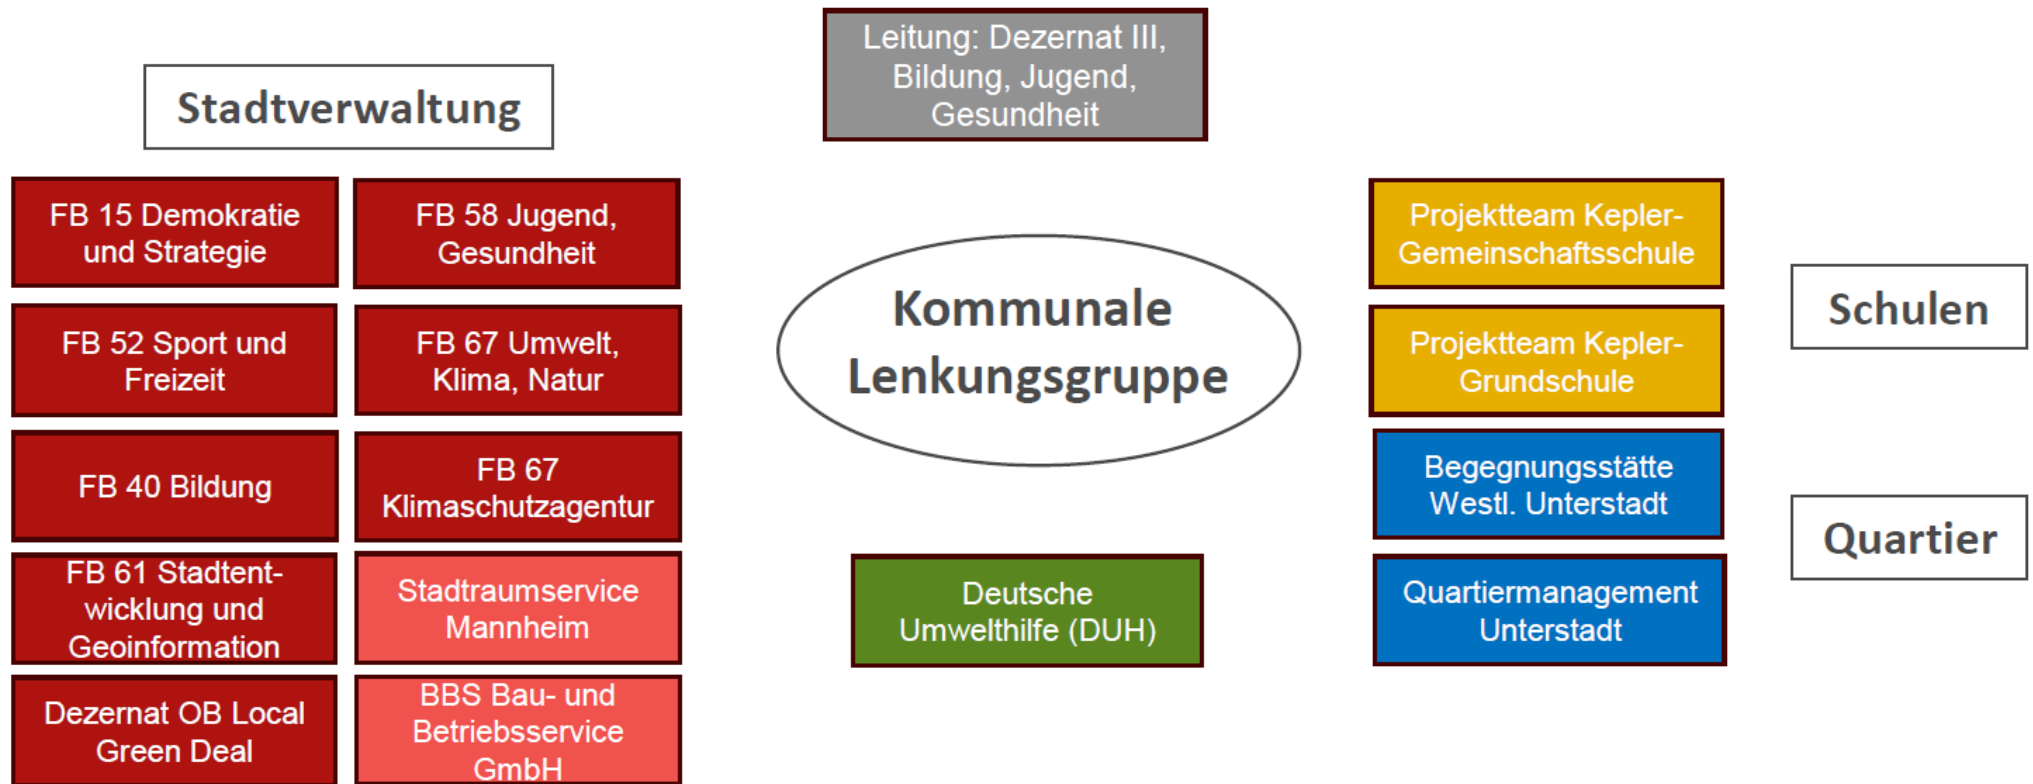 Leitung: Dezernat III,
Bildung, Jugend,
Gesundheit
Stadtverwaltung
FB 15 Demokratie
und Strategie
FB 58 Jugend,
Gesundheit
FB 52 Sport und
Freizeit
FB 67 Umwelt,
Klima, Natur
FB 40 Bildung
FB 67
Klimaschutzagentur
FB 61 Stadtent-
wicklung und
Geoinformation
Stadtraumservice
Mannheim
Dezernat OB Local
Green Deal
BBS Bau- und
Betriebsservice
GmbH
Kommunale
Lenkungsgruppe
Deutsche
Umwelthilfe (DUH)
Projektteam Kepler-
Gemeinschaftsschule
Projektteam Kepler-
Grundschule
Schulen
Begegnungsstätte
Westl. Unterstadt
Quartiermanagement
Unterstadt
Quartier